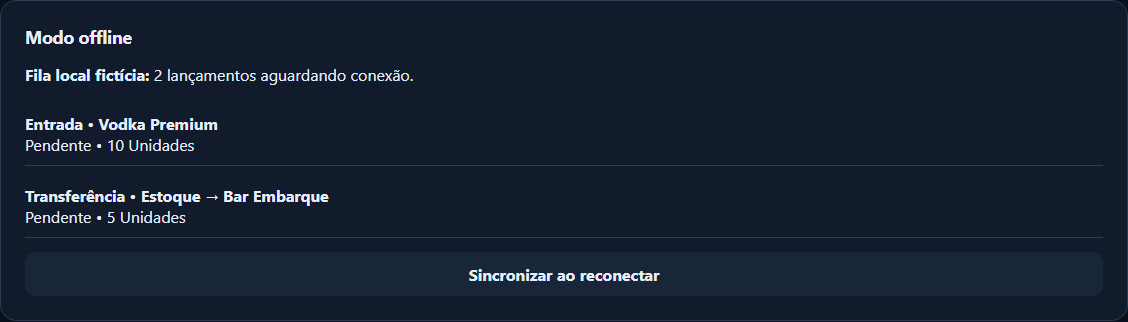 Modo offline
Fila local fictícia: 2 lançamentos aguardando conexão.
Entrada • Vodka Premium
Pendente • 10 Unidades
Transferência • Estoque → Bar Embarque
Pendente • 5 Unidades
Sincronizar ao reconectar